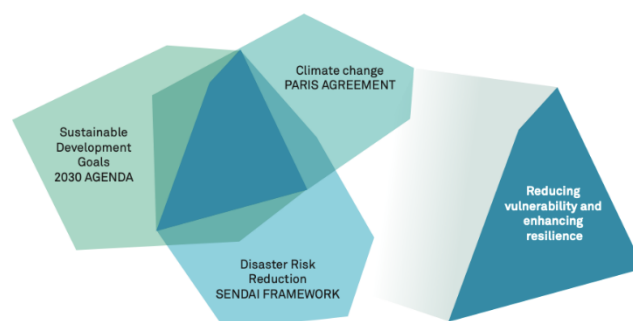 Climate change
PARIS AGREEMENT
Sustainable
Development
Goals
2030 AGENDA
Reducing
vulnerability and
enhancing
resilience
Disaster Risk
Reduction
SENDAI FRAMEWORK